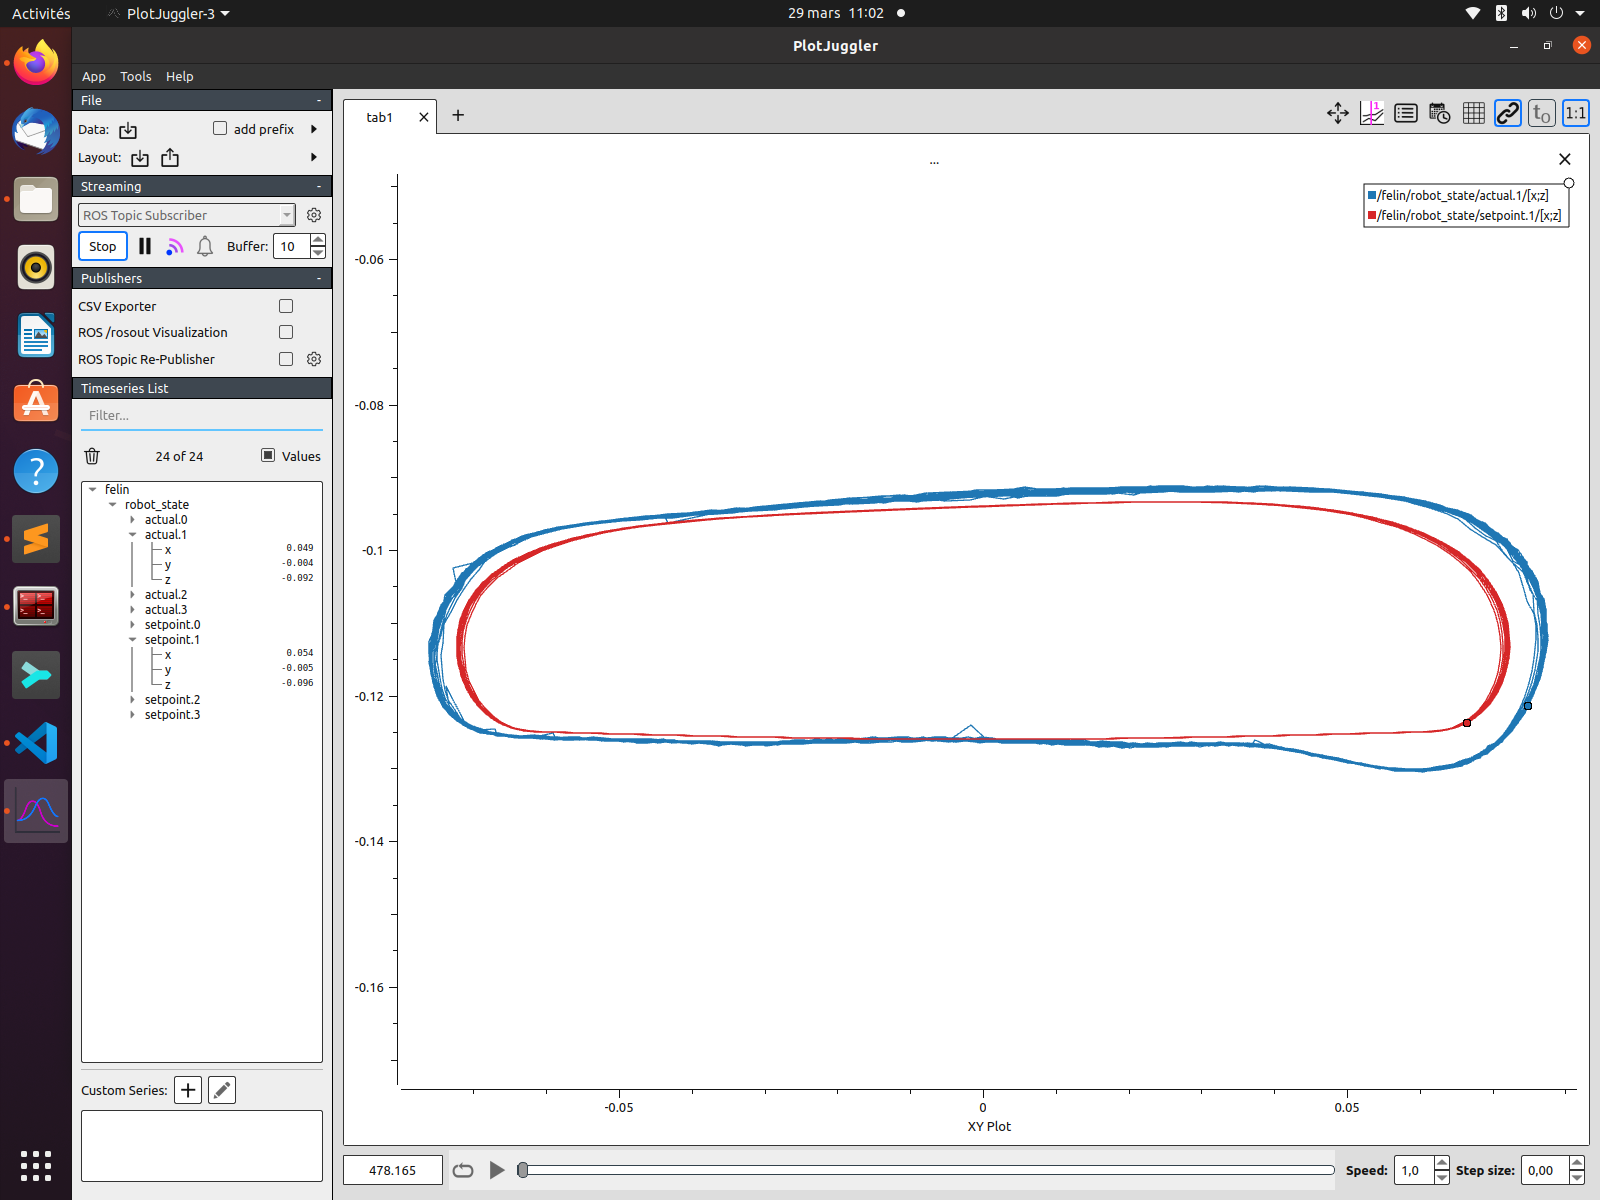 Activités
PlotJuggler-3
29 mars 11:02
PlotJuggler
App Tools Help
File -
Data: add prefix
Layout:
Streaming -
ROS Topic Subscriber
Stop Buffer: 10
Publishers -
CSV Exporter
ROS /rosout Visualization
ROS Topic Re-Publisher
Timeseries List
Filter...
24 of 24 Values
felin
robot_state
actual.0
actual.1
x 0.049
y -0.004
z -0.092
actual.2
actual.3
setpoint.0
setpoint.1
x 0.054
y -0.005
z -0.096
setpoint.2
setpoint.3
Custom Series:
tab1
1
t0
1:1
...
/felin/robot_state/actual.1/[x;z]
/felin/robot_state/setpoint.1/[x;z]
-0.06
-0.08
-0.1
-0.12
-0.14
-0.16
-0.05 0 0.05
XY Plot
478.165 Speed: 1,0 Step size: 0,00